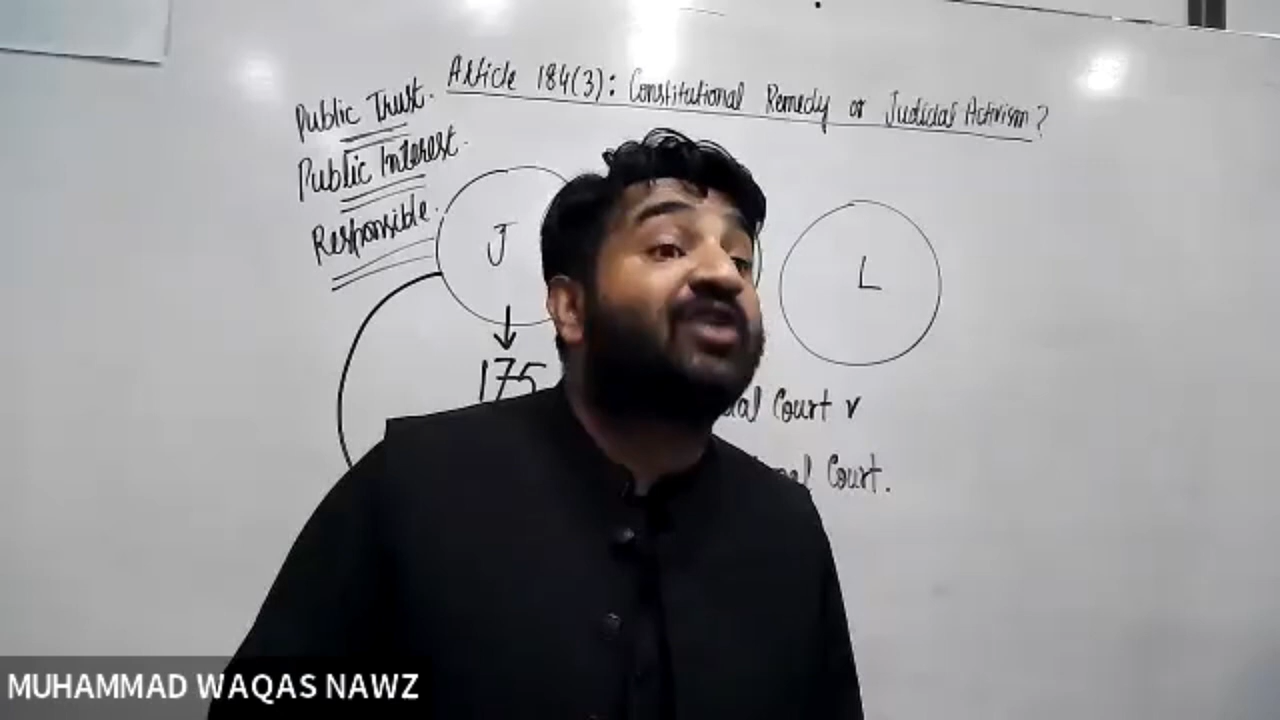 Article 184(3): Constitutional Remedy or Judicial Activism?
Public Trust.
Public Interest.
Responsible.
J
L
175
Court
Court.
MUHAMMAD WAQAS NAWZ